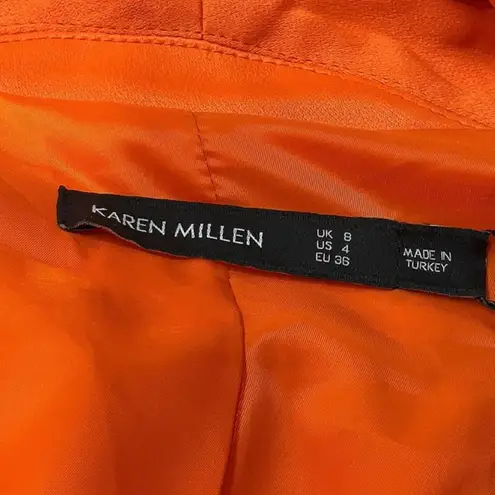 KAREN MILLEN
UK 8
US 4
EU 36
MADE IN
TURKEY